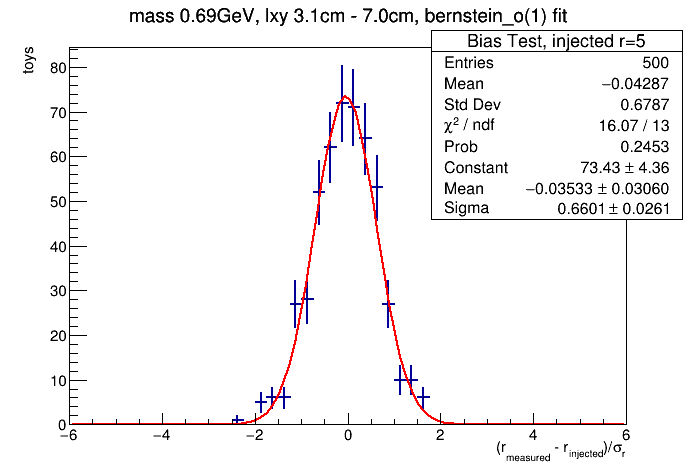 mass 0.69GeV, lxy 3.1cm - 7.0cm, bernstein_o(1) fit
toys
Bias Test, injected r=5
Entries 500
Mean −0.04287
Std Dev 0.6787
χ² / ndf 16.07 / 13
Prob 0.2453
Constant 73.43 ± 4.36
Mean −0.03533 ± 0.03060
Sigma 0.6601 ± 0.0261
80
70
60
50
40
30
20
10
0
−6 −4 −2 0 2 4 6
(r_measured - r_injected)/σ_r